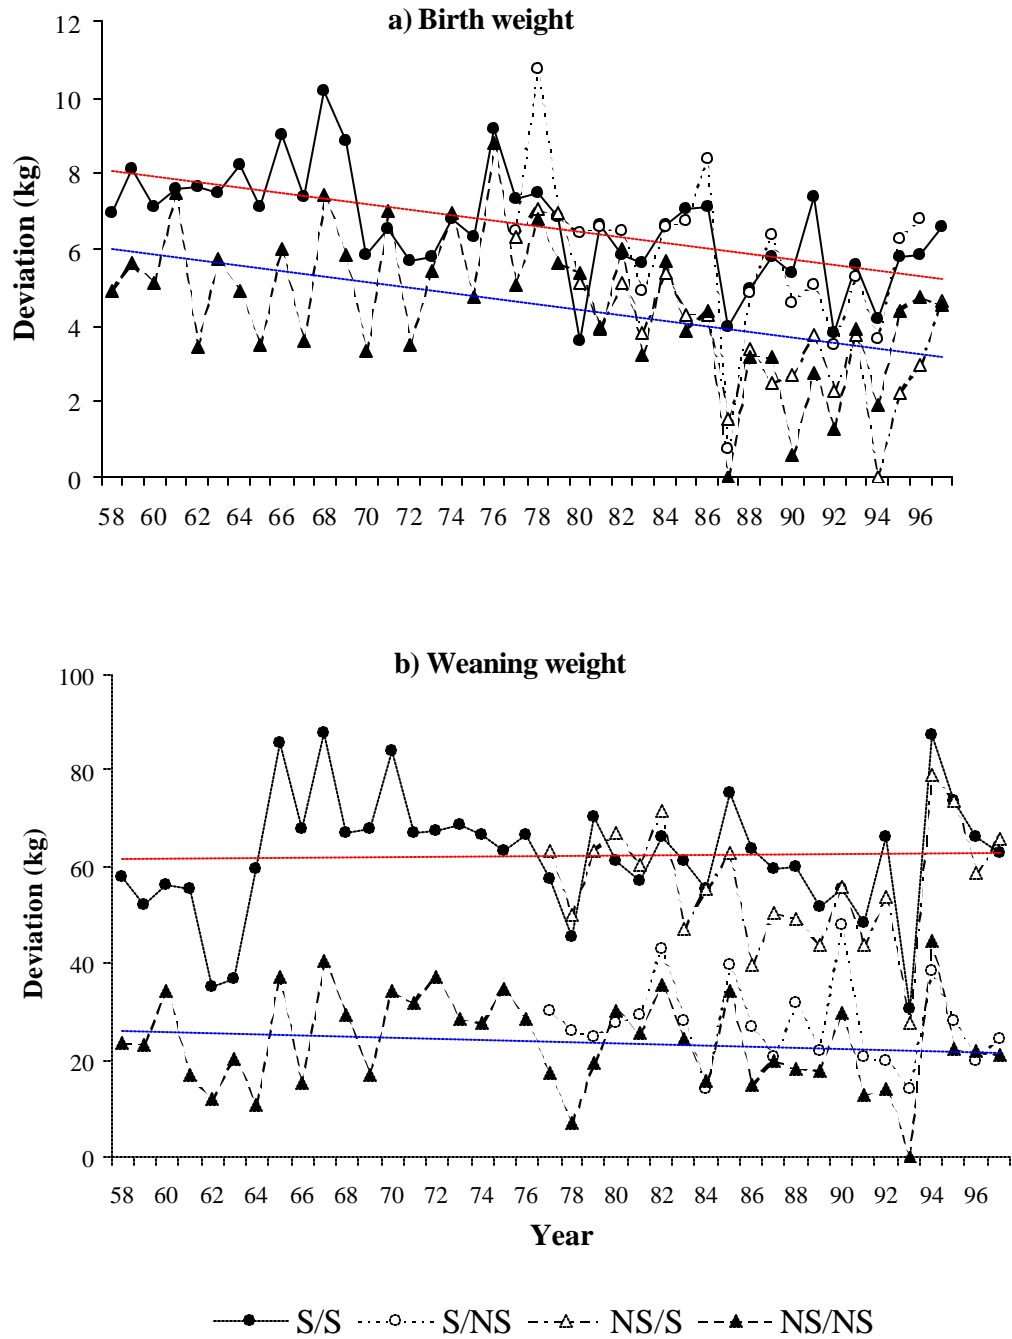 a) Birth weight
12
10
8
6
4
2
0
Deviation (kg)
58 60 62 64 66 68 70 72 74 76 78 80 82 84 86 88 90 92 94 96
b) Weaning weight
100
80
60
40
20
0
Deviation (kg)
58 60 62 64 66 68 70 72 74 76 78 80 82 84 86 88 90 92 94 96
Year
S/S S/NS NS/S NS/NS